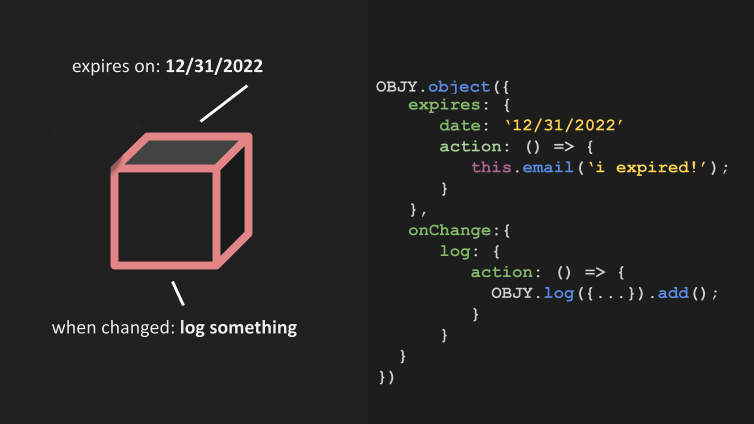 expires on: 12/31/2022
when changed: log something
OBJY.object({
expires: {
date: ‘12/31/2022’
action: () => {
this.email(‘i expired!’);
}
},
onChange:{
log: {
action: () => {
OBJY.log({...}).add();
}
}
}
})